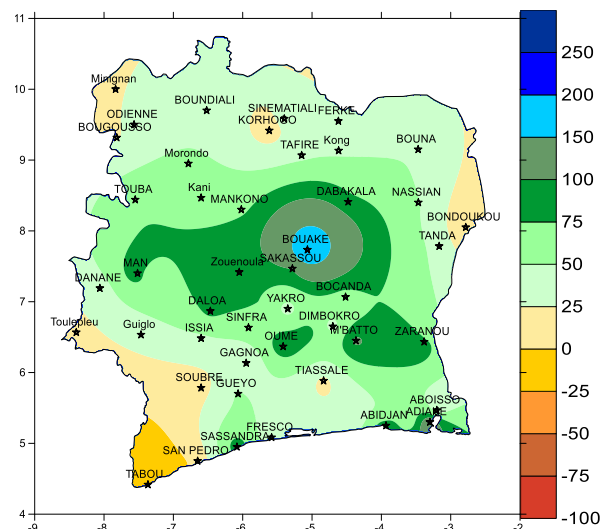 11
250
10
Minignan
200
BOUNDIALI
SINEMATIALI
FERKE
ODIENNE
KORHOGO
150
BOUGOUSSO
9
Morondo
TAFIRE
Kong
BOUNA
100
TOUBA
Kani
MANKONO
DABAKALA
NASSIAN
75
8
BONDOUKOU
BOUAKE
TANDA
MAN
Zouenoula
SAKASSOU
50
DANANE
7
DALOA
YAKRO
BOCANDA
25
Toulepleu
Guiglo
ISSIA
SINFRA
DIMBOKRO
M'BATTO
ZARANOU
OUME
0
6
GAGNOA
SOUBRE
GUEYO
TIASSALE
-25
ABOISSO
ABIDJAN
ADIAKE
-50
5
SASSANDRA
FRESCO
SAN PEDRO
TABOU
-75
4
-100
-9
-8
-7
-6
-5
-4
-3
-2